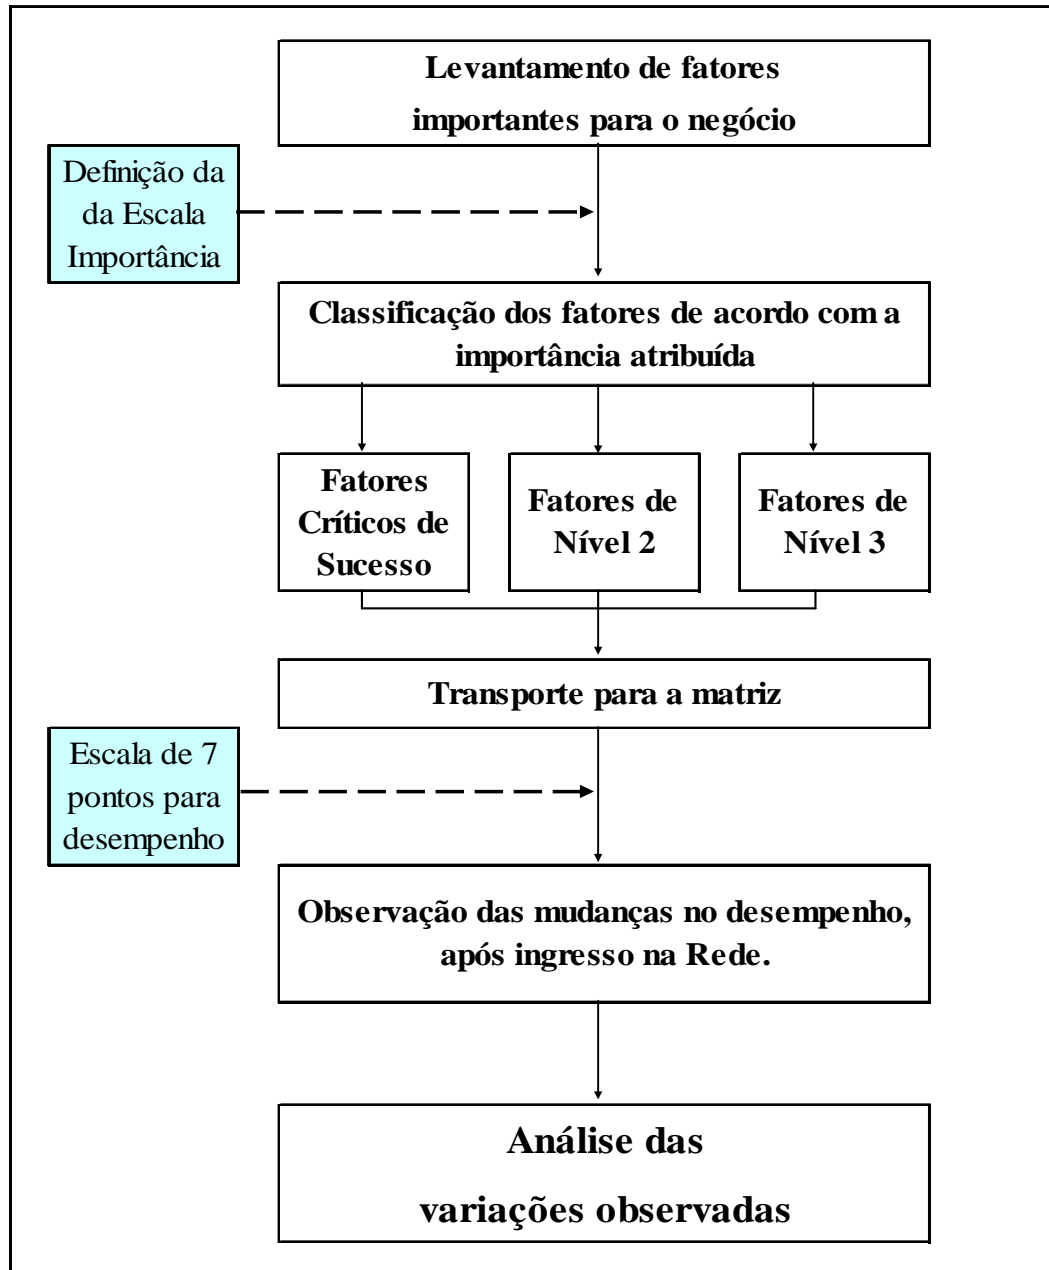 Levantamento de fatores
importantes para o negócio
Definição da
da Escala
Importância
Classificação dos fatores de acordo com a
importância atribuída
Fatores
Críticos de
Sucesso
Fatores de
Nível 2
Fatores de
Nível 3
Transporte para a matriz
Escala de 7
pontos para
desempenho
Observação das mudanças no desempenho,
após ingresso na Rede.
Análise das
variações observadas